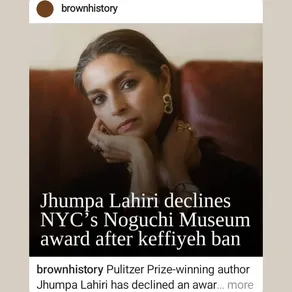 brownhistory
Jhumpa Lahiri declines
NYC's Noguchi Museum
award after keffiyeh ban
brownhistory Pulitzer Prize-winning author
Jhumpa Lahiri has declined an awar... more